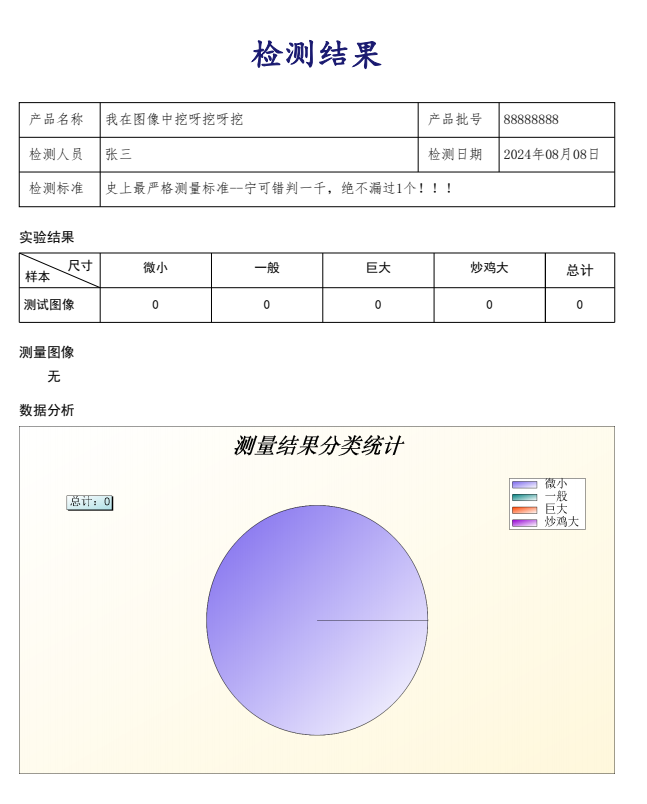 检测结果
产品名称 我在图像中挖呀挖呀挖 产品批号 88888888
检测人员 张三 检测日期 2024年08月08日
检测标准 史上最严格测量标准--宁可错判一千，绝不漏过1个！！！
实验结果
尺寸 样本 微小 一般 巨大 炒鸡大 总计
测试图像 0 0 0 0 0
测量图像
无
数据分析
测量结果分类统计
总计：0
微小
一般
巨大
炒鸡大